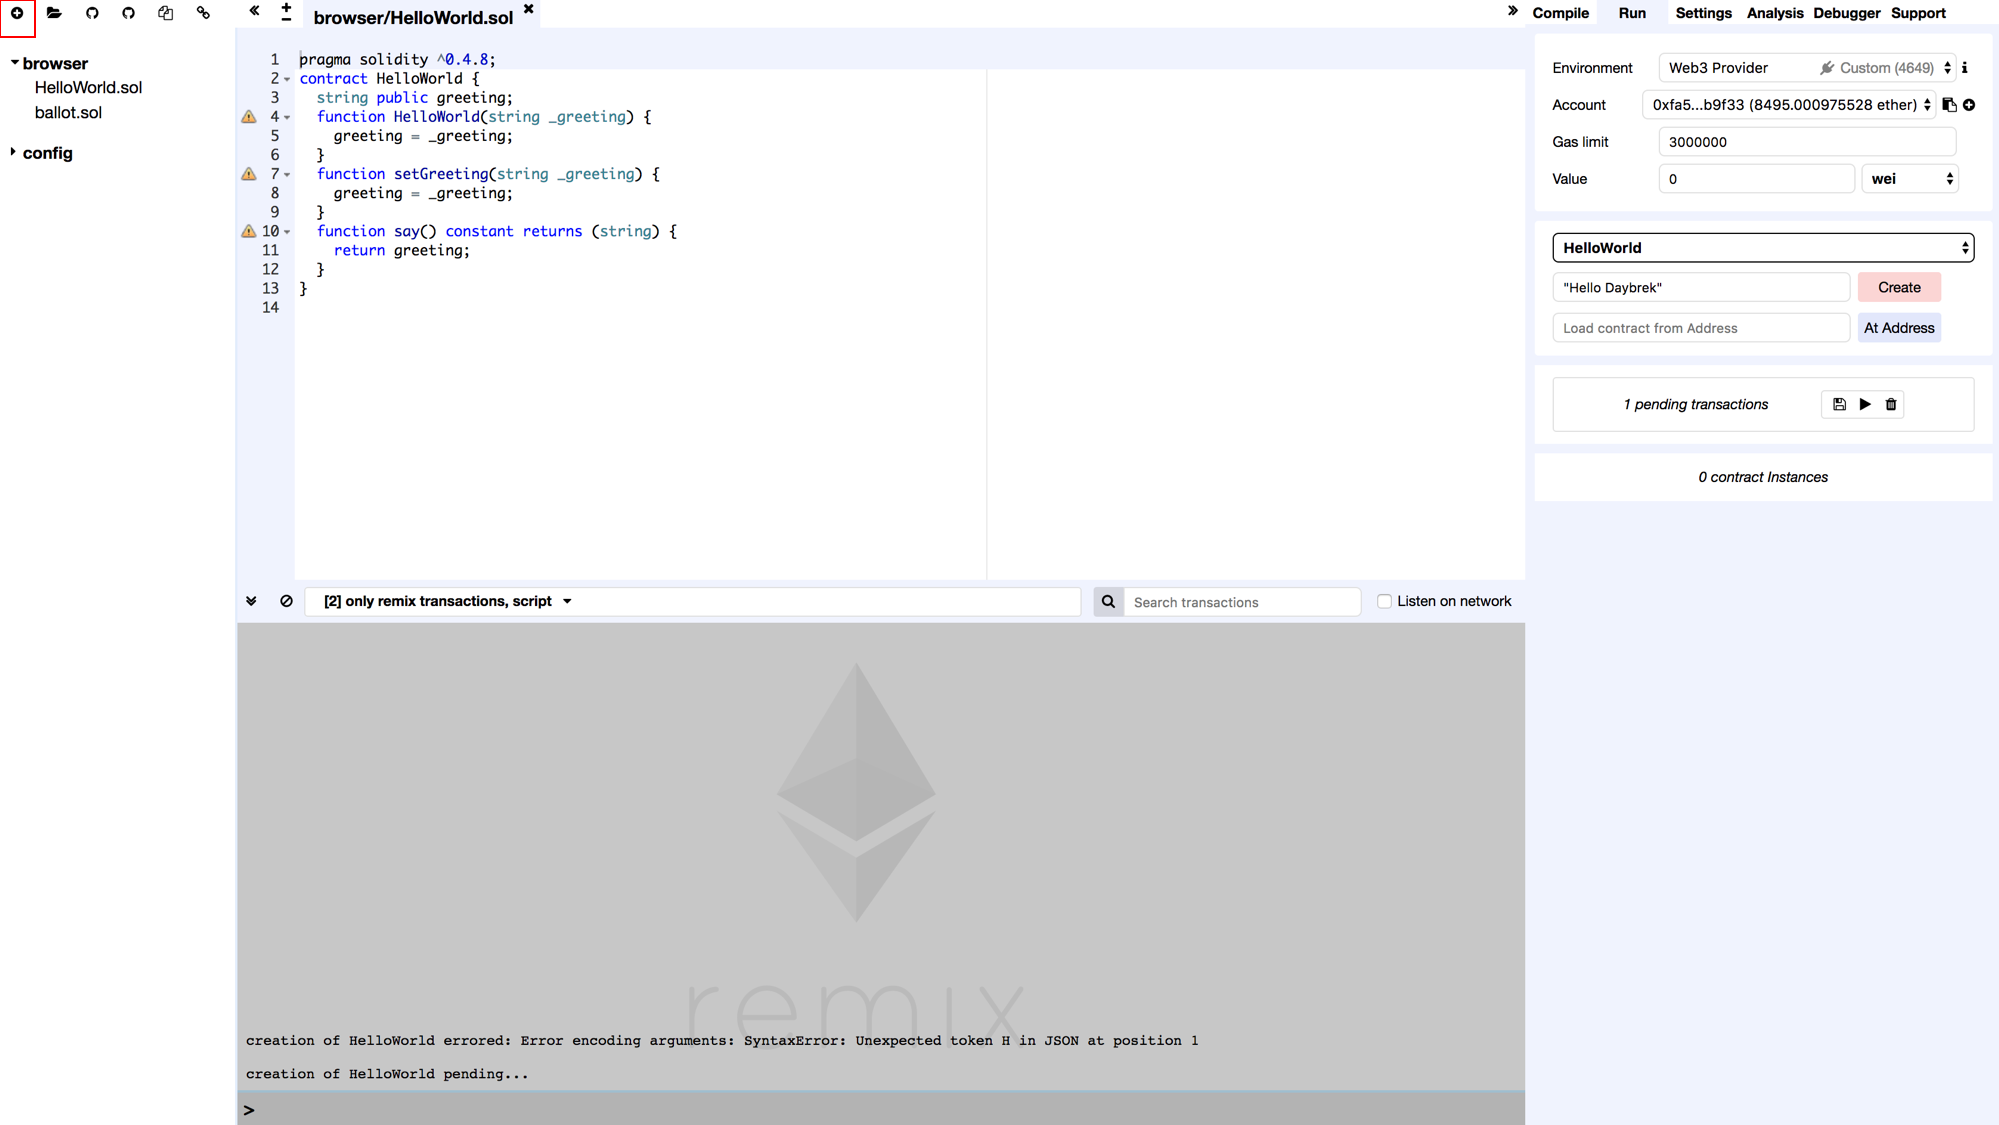 browser
HelloWorld.sol
ballot.sol
config
browser/HelloWorld.sol
1 pragma solidity ^0.4.8;
2 contract HelloWorld {
3 string public greeting;
4 function HelloWorld(string _greeting) {
5 greeting = _greeting;
6 }
7 function setGreeting(string _greeting) {
8 greeting = _greeting;
9 }
10 function say() constant returns (string) {
11 return greeting;
12 }
13 }
14
[2] only remix transactions, script
Search transactions
Listen on network
remix
creation of HelloWorld errored: Error encoding arguments: SyntaxError: Unexpected token H in JSON at position 1
creation of HelloWorld pending...
>
Compile Run Settings Analysis Debugger Support
Environment Web3 Provider Custom (4649)
Account 0xfa5...b9f33 (8495.000975528 ether)
Gas limit 3000000
Value 0 wei
HelloWorld
"Hello Daybrek" Create
Load contract from Address At Address
1 pending transactions
0 contract Instances